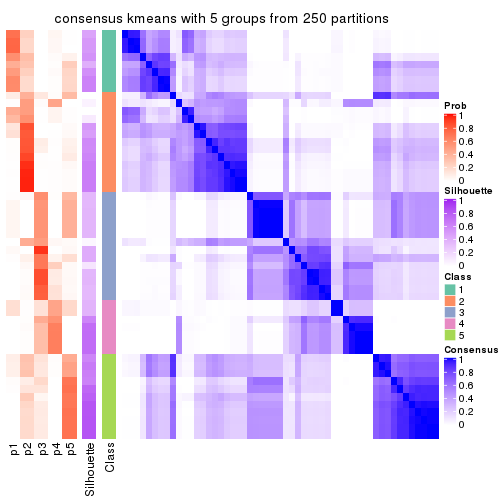 consensus kmeans with 5 groups from 250 partitions
Prob
1
0.8
0.6
0.4
0.2
0
Silhouette
1
0.8
0.6
0.4
0.2
0
Class
1
2
3
4
5
Consensus
1
0.8
0.6
0.4
0.2
0
p1
p2
p3
p4
p5
Silhouette
Class